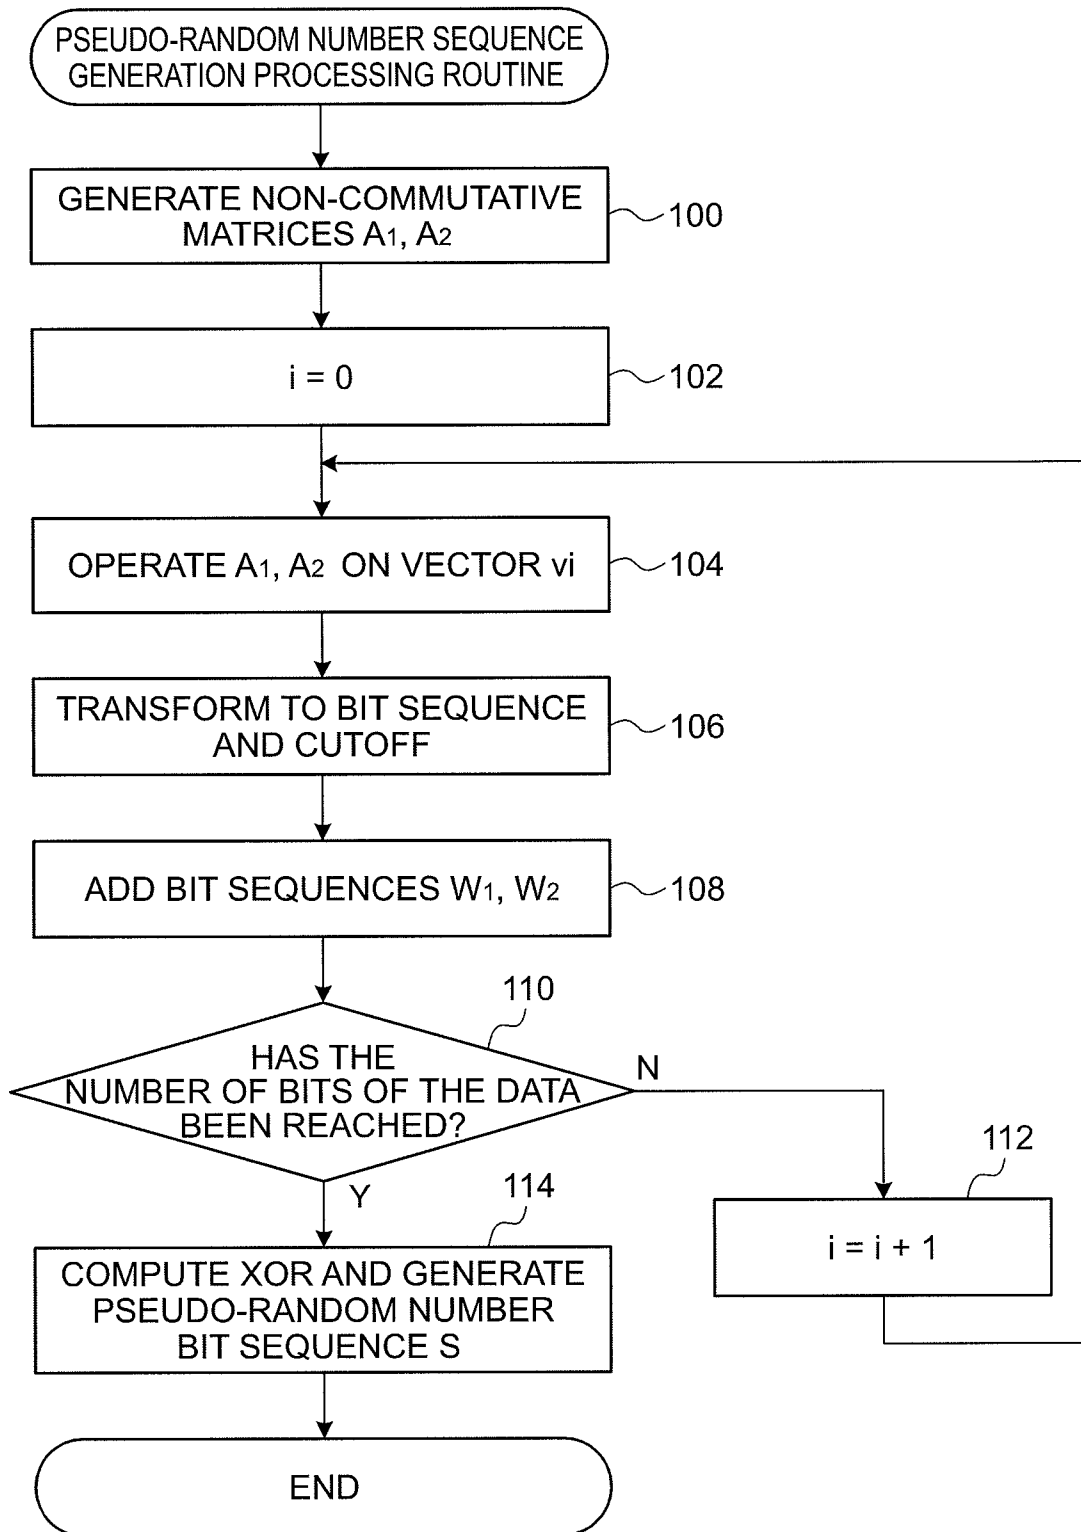 PSEUDO-RANDOM NUMBER SEQUENCE
GENERATION PROCESSING ROUTINE
GENERATE NON-COMMUTATIVE
MATRICES A1, A2
100
i = 0
102
OPERATE A1, A2 ON VECTOR vi
104
TRANSFORM TO BIT SEQUENCE
AND CUTOFF
106
ADD BIT SEQUENCES W1, W2
108
110
HAS THE
NUMBER OF BITS OF THE DATA
BEEN REACHED?
N
Y
112
i = i + 1
114
COMPUTE XOR AND GENERATE
PSEUDO-RANDOM NUMBER
BIT SEQUENCE S
END